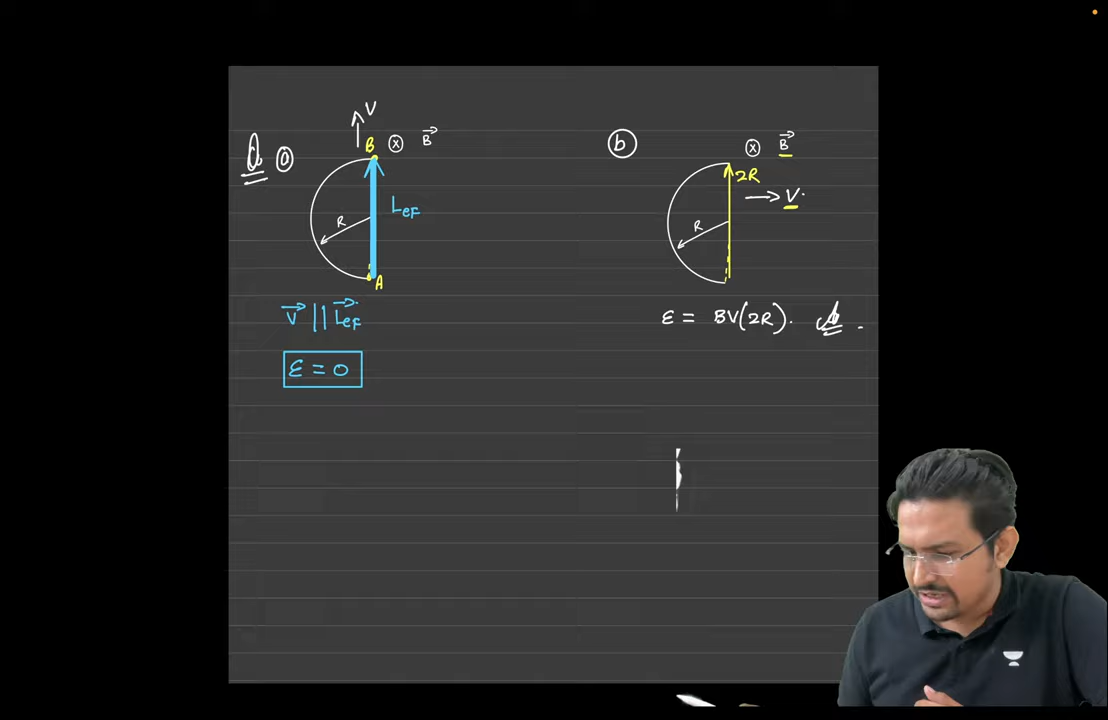 Q
V
B ⊗ B⃗
L_EF
R
A
V⃗ || L⃗_EF
ε = 0
b
⊗ B⃗
2R
→ V
R
ε = BV(2R).